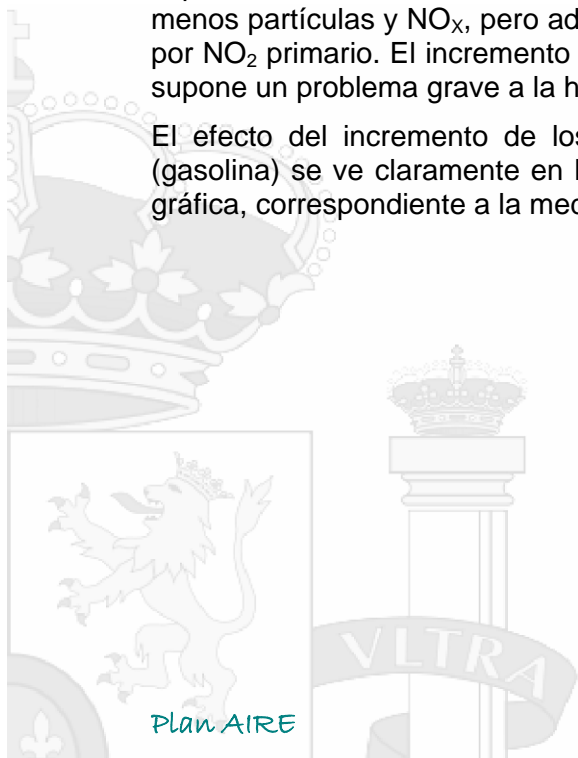 menos partículas y NOX, pero ad
por NO2 primario. El incremento
supone un problema grave a la h
El efecto del incremento de los
(gasolina) se ve claramente en l
gráfica, correspondiente a la med
VLTRA
Plan AIRE